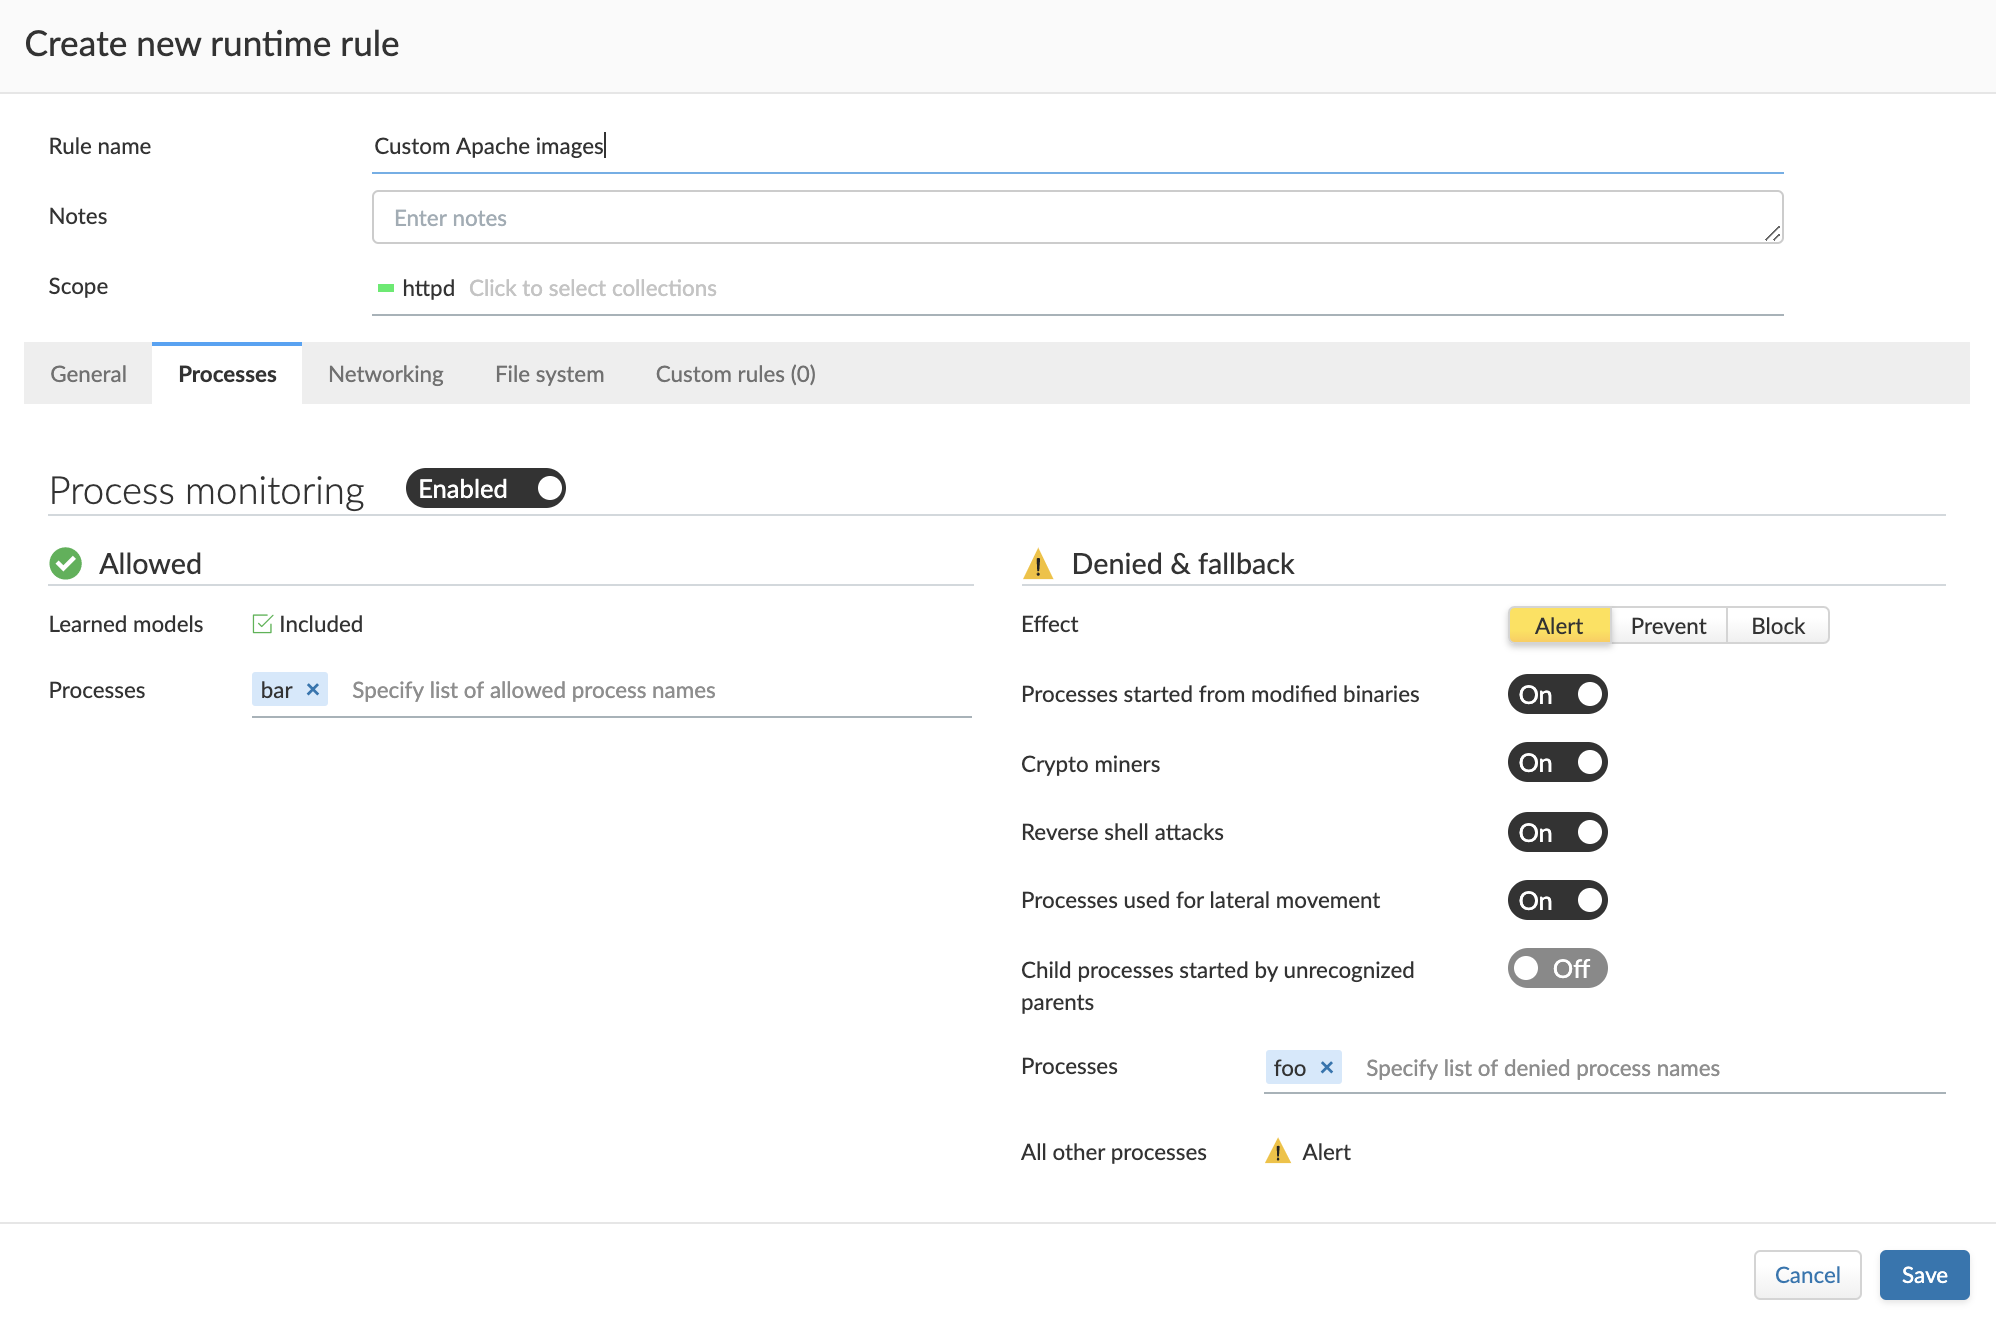 Create new runtime rule
Rule name
Custom Apache images
Notes
Enter notes
Scope
httpd Click to select collections
General Processes Networking File system Custom rules (0)
Process monitoring Enabled
Allowed
Learned models Included
Processes bar × Specify list of allowed process names
Denied & fallback
Effect Alert Prevent Block
Processes started from modified binaries On
Crypto miners On
Reverse shell attacks On
Processes used for lateral movement On
Child processes started by unrecognized Off
parents
Processes foo × Specify list of denied process names
All other processes Alert
Cancel Save